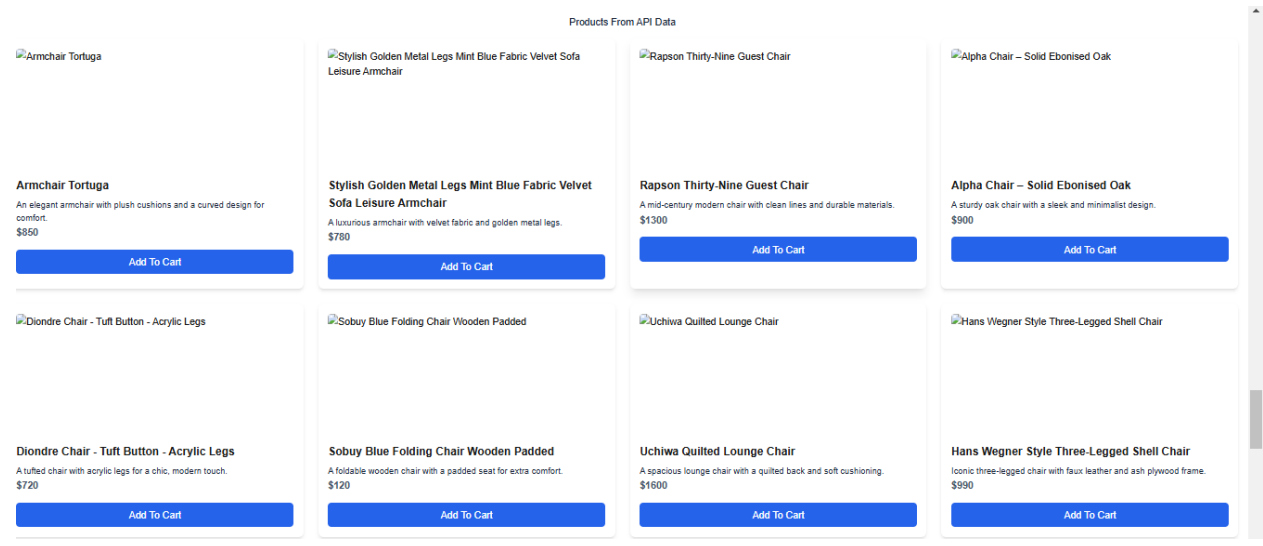 Products From API Data
Armchair Tortuga
Stylish Golden Metal Legs Mint Blue Fabric Velvet Sofa
Leisure Armchair
Rapson Thirty-Nine Guest Chair
Alpha Chair – Solid Ebonised Oak
Armchair Tortuga
An elegant armchair with plush cushions and a curved design for
comfort.
$850
Add To Cart
Stylish Golden Metal Legs Mint Blue Fabric Velvet
Sofa Leisure Armchair
A luxurious armchair with velvet fabric and golden metal legs.
$780
Add To Cart
Rapson Thirty-Nine Guest Chair
A mid-century modern chair with clean lines and durable materials.
$1300
Add To Cart
Alpha Chair – Solid Ebonised Oak
A sturdy oak chair with a sleek and minimalist design.
$900
Add To Cart
Diondre Chair - Tuft Button - Acrylic Legs
Sobuy Blue Folding Chair Wooden Padded
Uchiwa Quilted Lounge Chair
Hans Wegner Style Three-Legged Shell Chair
Diondre Chair - Tuft Button - Acrylic Legs
A tufted chair with acrylic legs for a chic, modern touch.
$720
Add To Cart
Sobuy Blue Folding Chair Wooden Padded
A foldable wooden chair with a padded seat for extra comfort.
$120
Add To Cart
Uchiwa Quilted Lounge Chair
A spacious lounge chair with a quilted back and soft cushioning.
$1600
Add To Cart
Hans Wegner Style Three-Legged Shell Chair
Iconic three-legged chair with faux leather and ash plywood frame.
$990
Add To Cart